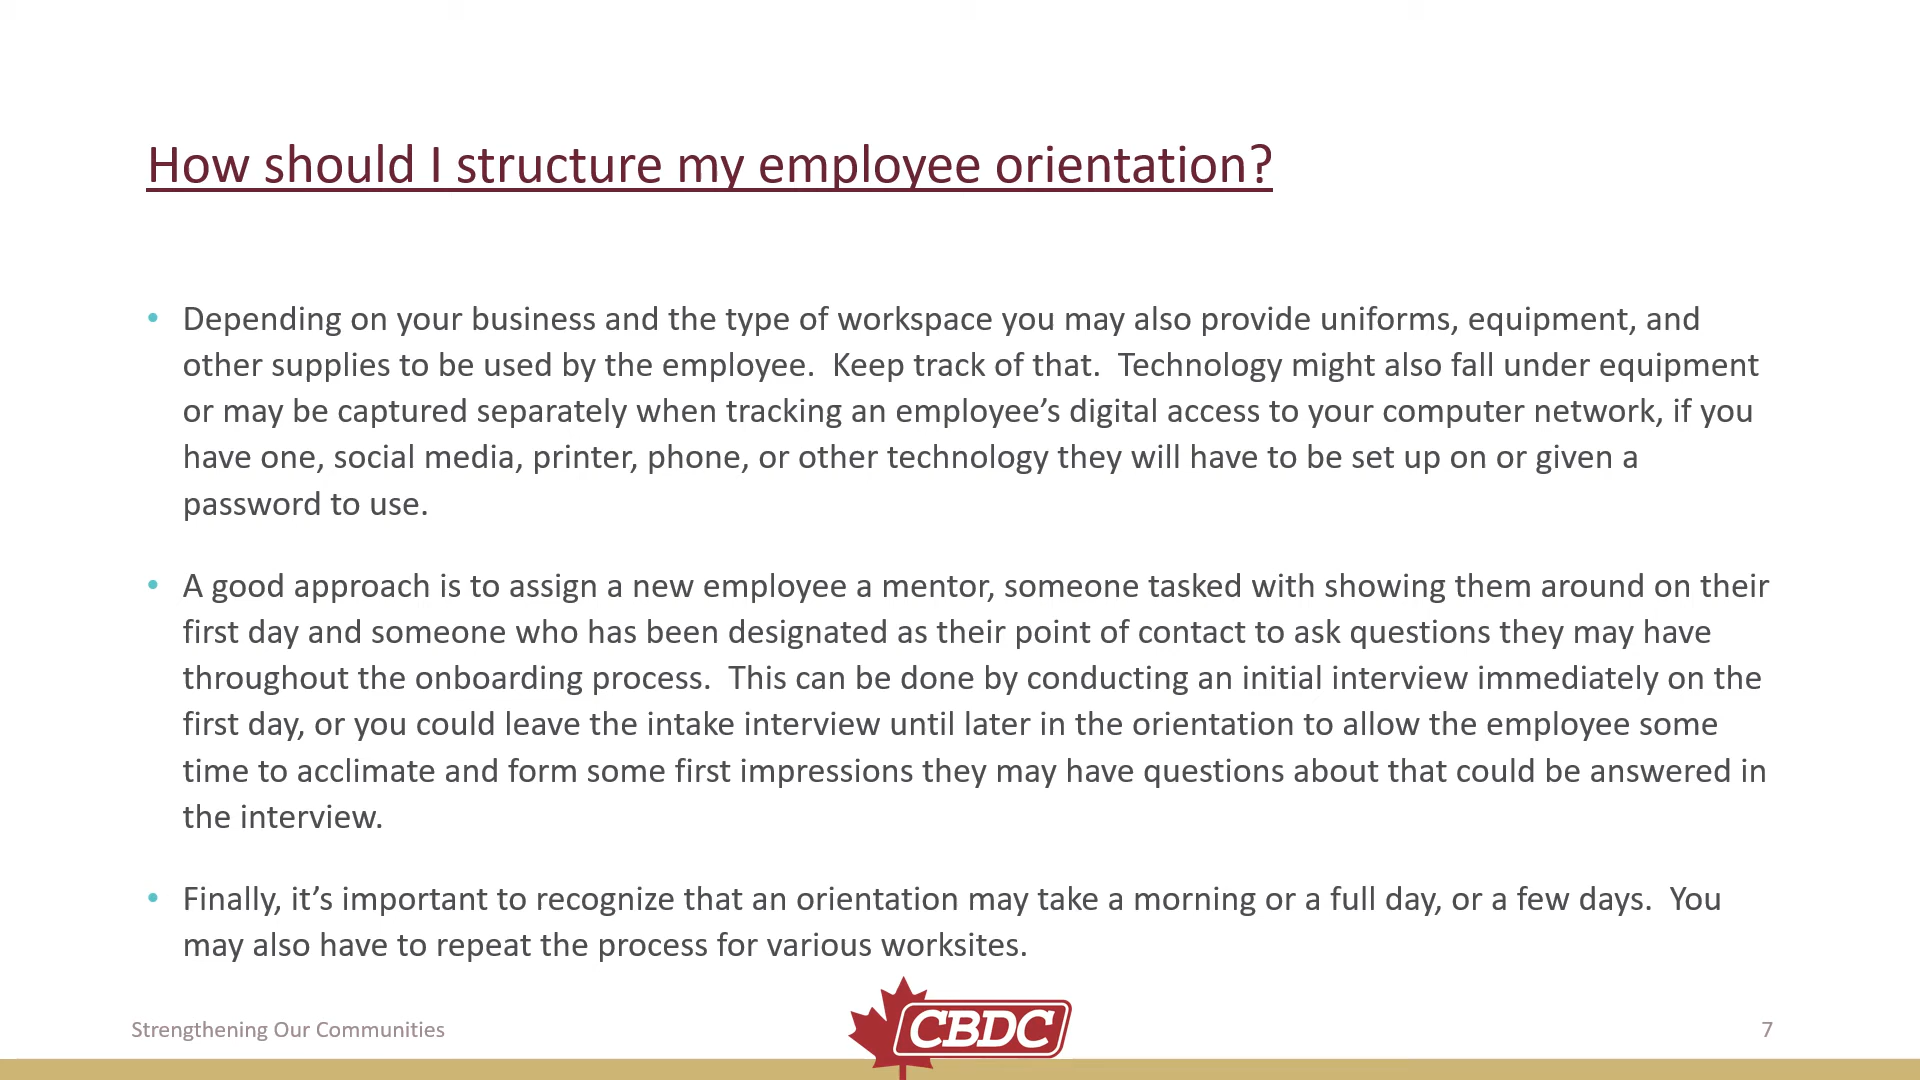 How should I structure my employee orientation?
• Depending on your business and the type of workspace you may also provide uniforms, equipment, and
other supplies to be used by the employee.  Keep track of that.  Technology might also fall under equipment
or may be captured separately when tracking an employee’s digital access to your computer network, if you
have one, social media, printer, phone, or other technology they will have to be set up on or given a
password to use.
• A good approach is to assign a new employee a mentor, someone tasked with showing them around on their
first day and someone who has been designated as their point of contact to ask questions they may have
throughout the onboarding process.  This can be done by conducting an initial interview immediately on the
first day, or you could leave the intake interview until later in the orientation to allow the employee some
time to acclimate and form some first impressions they may have questions about that could be answered in
the interview.
• Finally, it’s important to recognize that an orientation may take a morning or a full day, or a few days.  You
may also have to repeat the process for various worksites.
Strengthening Our Communities
CBDC
7